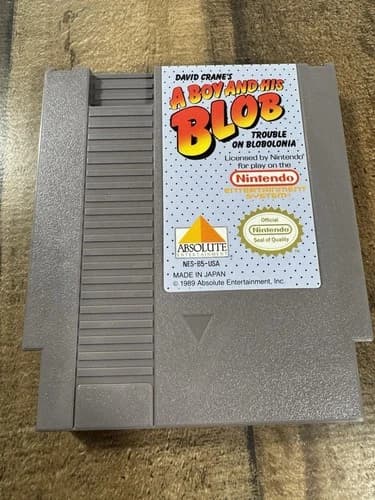 DAVID CRANE'S
A BOY AND HIS
BLOB
TROUBLE
ON BLOBOLONIA
Licensed by Nintendo®
for play on the
Nintendo®
ENTERTAINMENT
SYSTEM®
Official
Nintendo®
Seal of Quality
ABSOLUTE
ENTERTAINMENT
NES-B5-USA
MADE IN JAPAN
© 1989 Absolute Entertainment, Inc